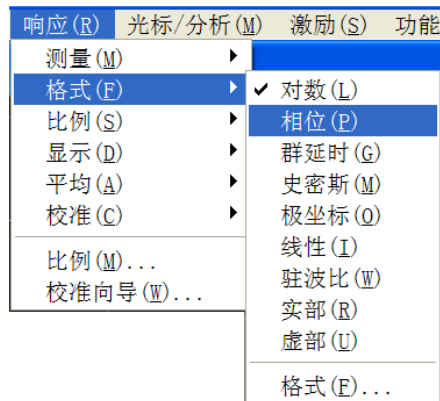 响应(R) 光标/分析(M) 激励(S) 功能
测量(M)
格式(F)
比例(S)
显示(D)
平均(A)
校准(C)
比例(M)...
校准向导(W)...
✓ 对数(L)
相位(P)
群延时(G)
史密斯(M)
极坐标(O)
线性(I)
驻波比(W)
实部(R)
虚部(U)
格式(F)...